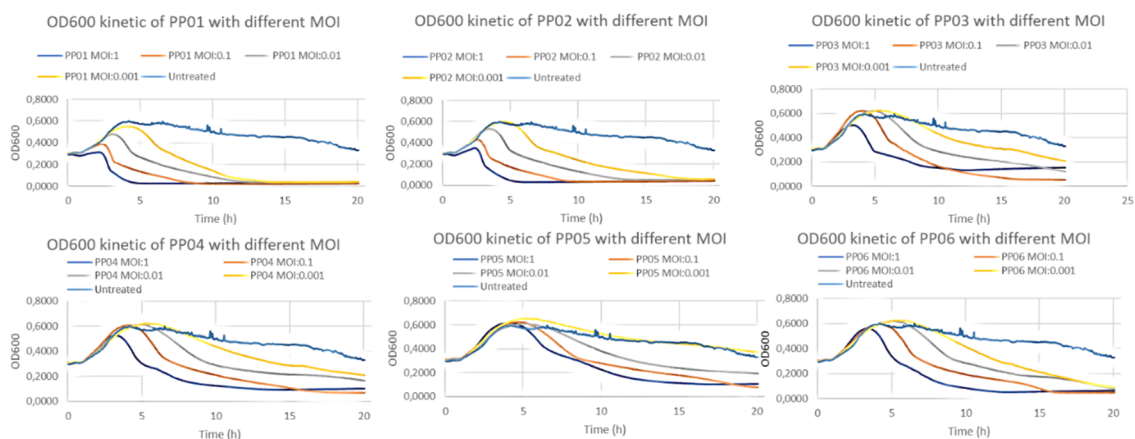 OD600 kinetic of PP01 with different MOI
PP01 MOI:1 PP01 MOI:0.1 PP01 MOI:0.01
PP01 MOI:0.001 Untreated
0,8000
0,6000
0,4000
0,2000
0,0000
OD600
0 5 10 15 20
Time (h)
OD600 kinetic of PP02 with different MOI
PP02 MOI:1 PP02 MOI:0.1 PP02 MOI:0.01
PP02 MOI:0.001 Untreated
0,8000
0,6000
0,4000
0,2000
0,0000
OD600
0 5 10 15 20
Time (h)
OD600 kinetic of PP03 with different MOI
PP03 MOI:1 PP03 MOI:0.1 PP03 MOI:0.01
PP03 MOI:0.001 Untreated
0,8000
0,6000
0,4000
0,2000
0,0000
OD600
0 5 10 15 20 25
Time (h)
OD600 kinetic of PP04 with different MOI
PP04 MOI:1 PP04 MOI:0.1
PP04 MOI:0.01 PP04 MOI:0.001
Untreated
0,8000
0,6000
0,4000
0,2000
0,0000
OD600
0 5 10 15 20
Time (h)
OD600 kinetic of PP05 with different MOI
PP05 MOI:1 PP05 MOI:0.1
PP05 MOI:0.01 PP05 MOI:0.001
Untreated
0,8000
0,6000
0,4000
0,2000
0,0000
OD600
0 5 10 15 20
Time (h)
OD600 kinetic of PP06 with different MOI
PP06 MOI:1 PP06 MOI:0.1
PP06 MOI:0.01 PP06 MOI:0.001
Untreated
0,8000
0,6000
0,4000
0,2000
0,0000
OD600
0 5 10 15 20
Time (h)